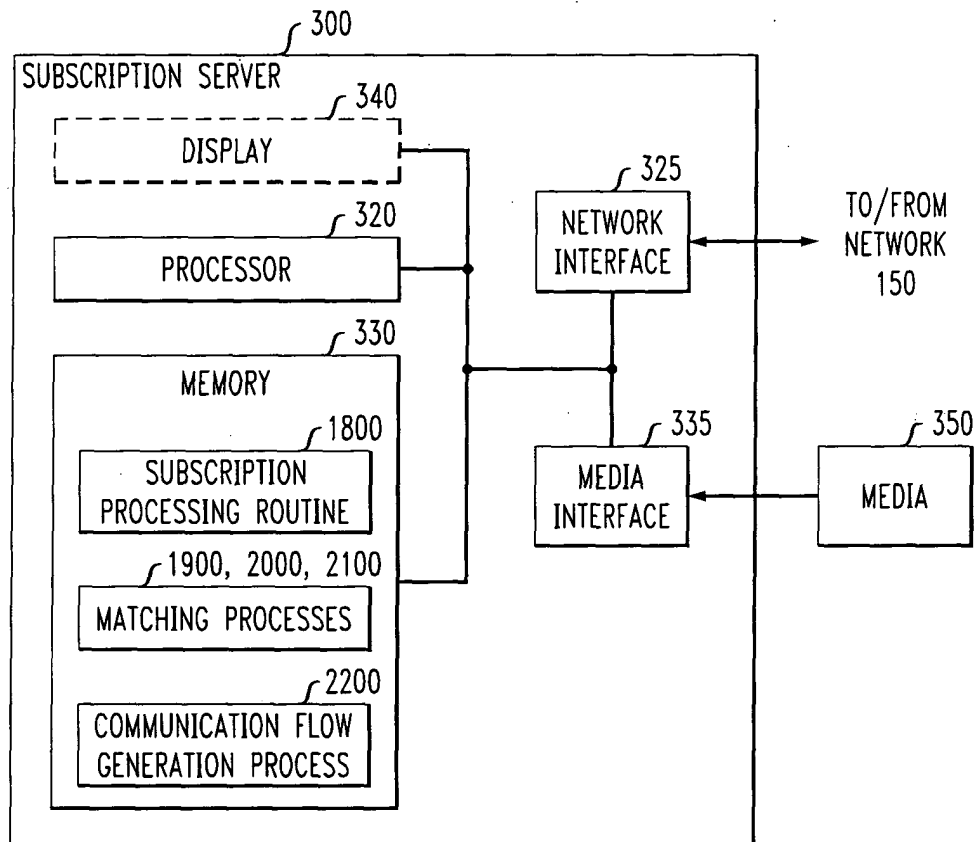 300
SUBSCRIPTION SERVER
340
DISPLAY
320
PROCESSOR
330
MEMORY
1800
SUBSCRIPTION
PROCESSING ROUTINE
1900, 2000, 2100
MATCHING PROCESSES
2200
COMMUNICATION FLOW
GENERATION PROCESS
325
NETWORK
INTERFACE
TO/FROM
NETWORK
150
335
MEDIA
INTERFACE
350
MEDIA